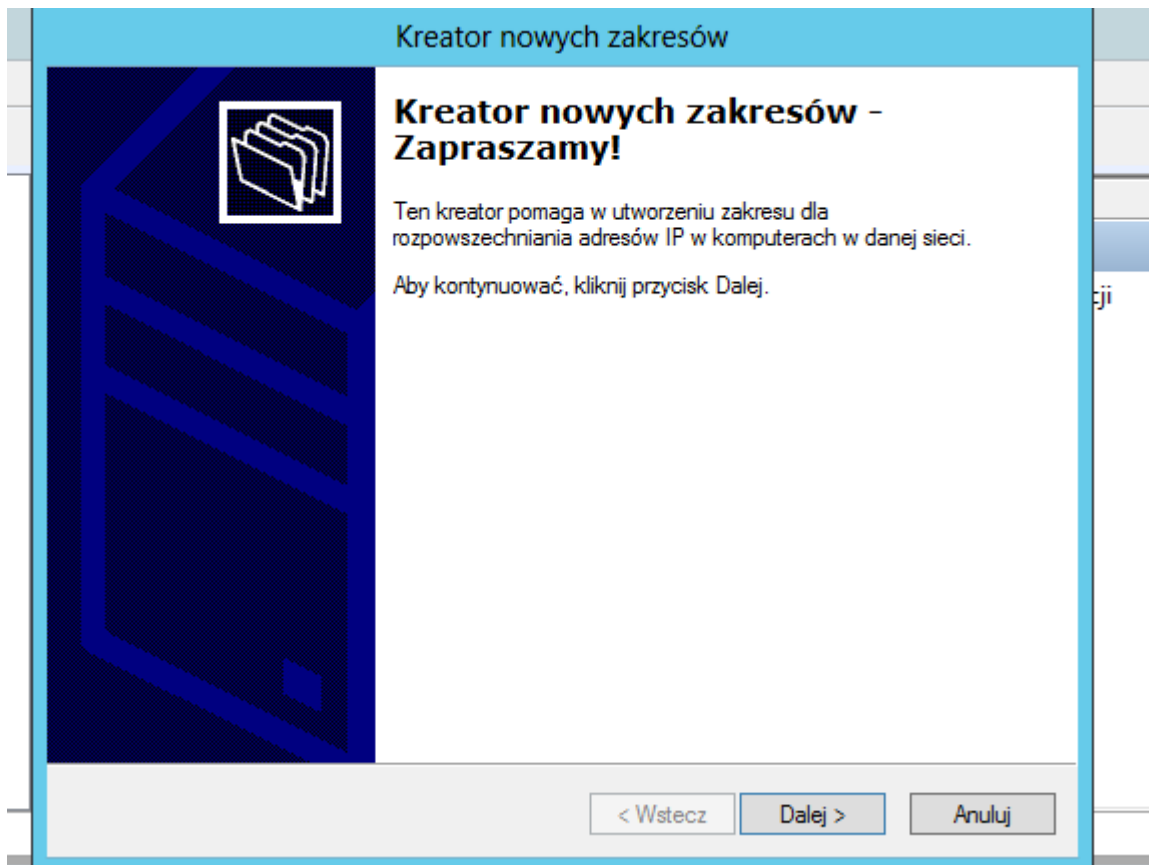 Kreator nowych zakresów
Kreator nowych zakresów -
Zapraszamy!
Ten kreator pomaga w utworzeniu zakresu dla
rozpowszechniania adresów IP w komputerach w danej sieci.
Aby kontynuować, kliknij przycisk Dalej.
cji
< Wstecz
Dalej >
Anuluj